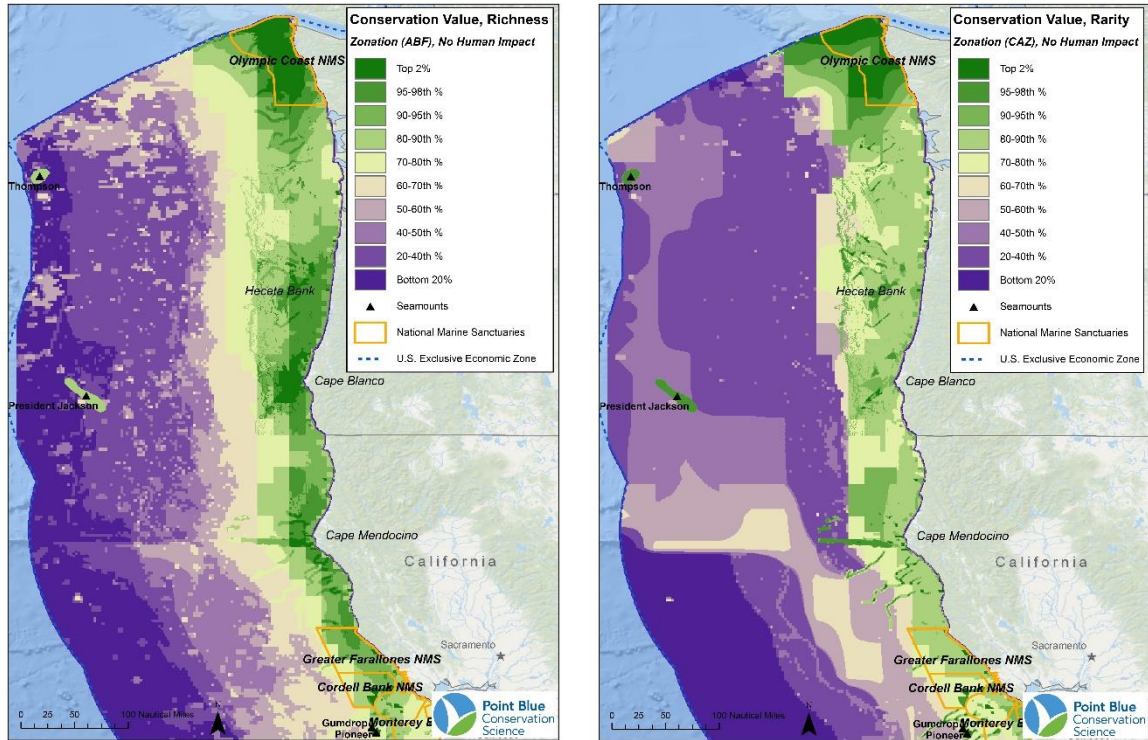 Conservation Value, Richness
Zonation (ABF), No Human Impact
Top 2%
95-98th %
90-95th %
80-90th %
70-80th %
60-70th %
50-60th %
40-50th %
20-40th %
Bottom 20%
Seamounts
National Marine Sanctuaries
U.S. Exclusive Economic Zone
Olympic Coast NMS
Thompson
Heceta Bank
Cape Blanco
President Jackson
Cape Mendocino
California
Sacramento
Greater Farallones NMS
Cordell Bank NMS
Gumdrop
Monterey B
Pioneer
0 25 50 100 Nautical Miles
Point Blue
Conservation
Science
Conservation Value, Rarity
Zonation (CAZ), No Human Impact
Top 2%
95-98th %
90-95th %
80-90th %
70-80th %
60-70th %
50-60th %
40-50th %
20-40th %
Bottom 20%
Seamounts
National Marine Sanctuaries
U.S. Exclusive Economic Zone
Olympic Coast NMS
Thompson
Heceta Bank
Cape Blanco
President Jackson
Cape Mendocino
California
Sacramento
Greater Farallones NMS
Cordell Bank NMS
Gumdrop
Monterey B
Pioneer
0 25 50 100 Nautical Miles
Point Blue
Conservation
Science